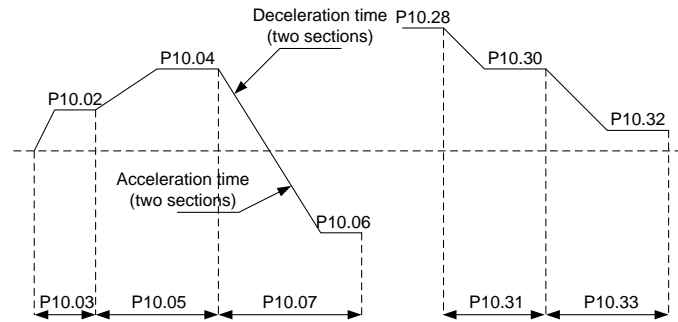 Deceleration time
(two sections)
P10.28
P10.04
P10.30
P10.02
P10.32
Acceleration time
(two sections)
P10.06
P10.03
P10.05
P10.07
P10.31
P10.33